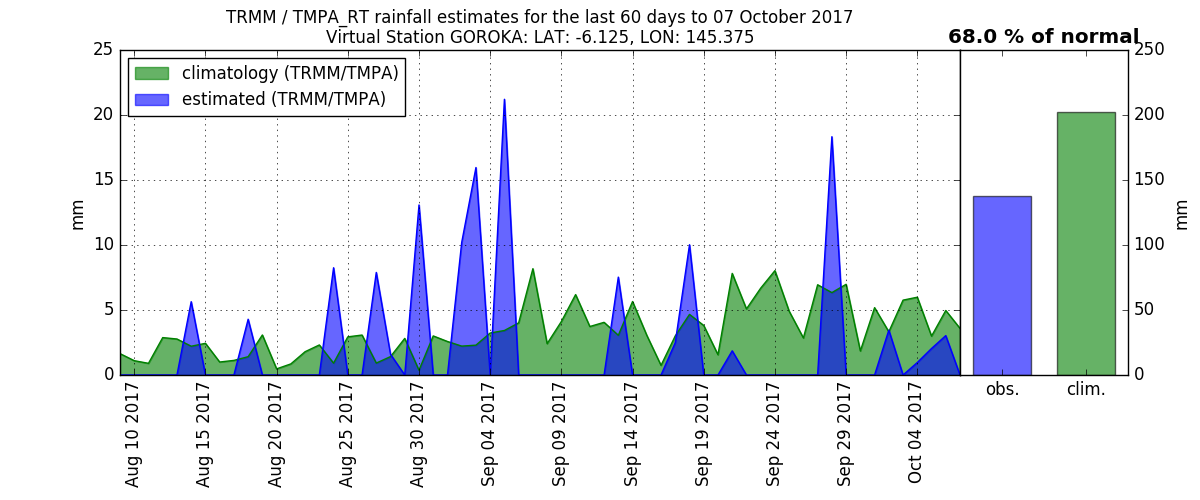 TRMM / TMPA_RT rainfall estimates for the last 60 days to 07 October 2017
Virtual Station GOROKA: LAT: -6.125, LON: 145.375
68.0 % of normal
climatology (TRMM/TMPA)
estimated (TRMM/TMPA)
25
20
15
10
5
0
mm
250
200
150
100
50
0
mm
Aug 10 2017
Aug 15 2017
Aug 20 2017
Aug 25 2017
Aug 30 2017
Sep 04 2017
Sep 09 2017
Sep 14 2017
Sep 19 2017
Sep 24 2017
Sep 29 2017
Oct 04 2017
obs.
clim.